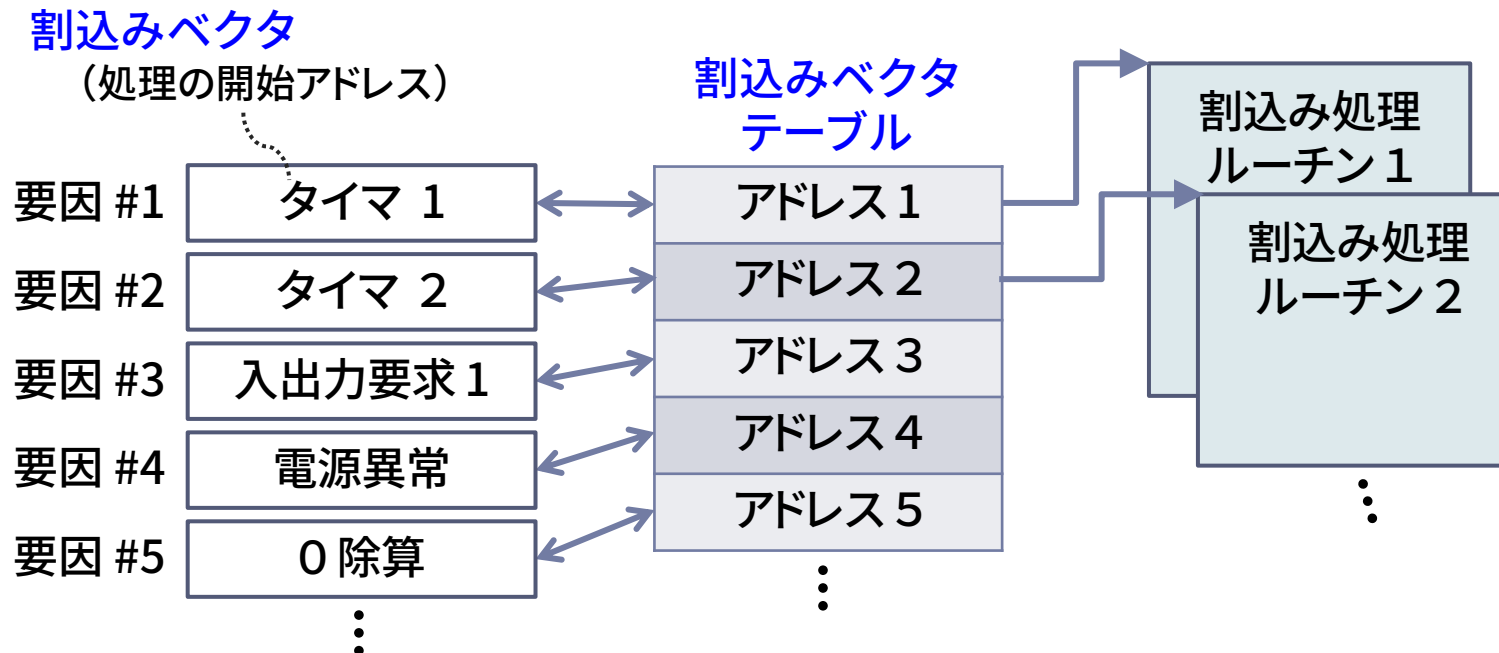 割込みベクタ
（処理の開始アドレス）
要因 #1
タイマ 1
要因 #2
タイマ ２
要因 #3
入出力要求1
要因 #4
電源異常
要因 #5
０除算
⋮
割込みベクタ
テーブル
アドレス1
アドレス２
アドレス３
アドレス４
アドレス５
⋮
割込み処理
ルーチン１
割込み処理
ルーチン２
⋮